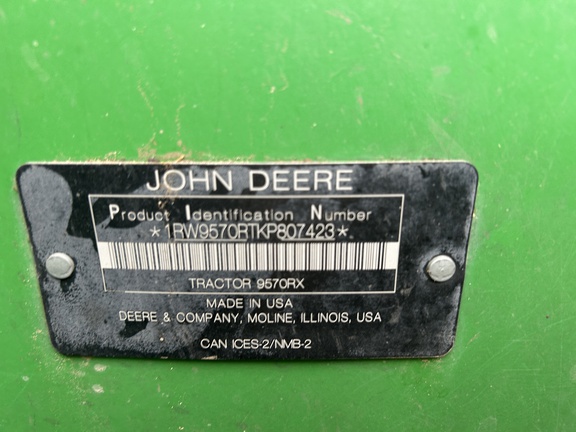 JOHN DEERE
Product Identification Number
*1RW9570RTKP807423*
TRACTOR 9570RX
MADE IN USA
DEERE & COMPANY, MOLINE, ILLINOIS, USA
CAN ICES-2/NMB-2